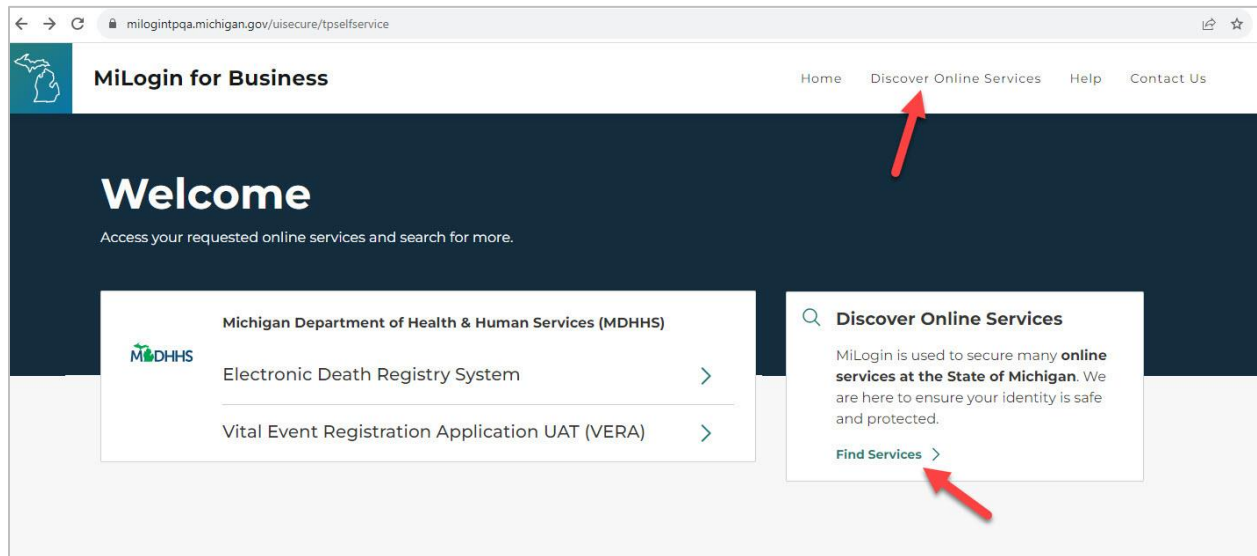 milogintpqa.michigan.gov/uisecure/tpselfservice
MiLogin for Business
Home Discover Online Services Help Contact Us
Welcome
Access your requested online services and search for more.
Michigan Department of Health & Human Services (MDHHS)
MDHHS
Electronic Death Registry System
Vital Event Registration Application UAT (VERA)
Discover Online Services
MiLogin is used to secure many online
services at the State of Michigan. We
are here to ensure your identity is safe
and protected.
Find Services